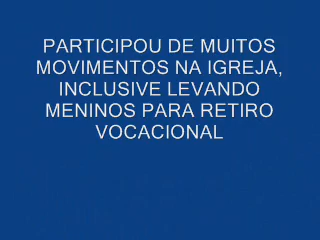 PARTICIPOU DE MUITOS
MOVIMENTOS NA IGREJA,
INCLUSIVE LEVANDO
MENINOS PARA RETIRO
VOCACIONAL